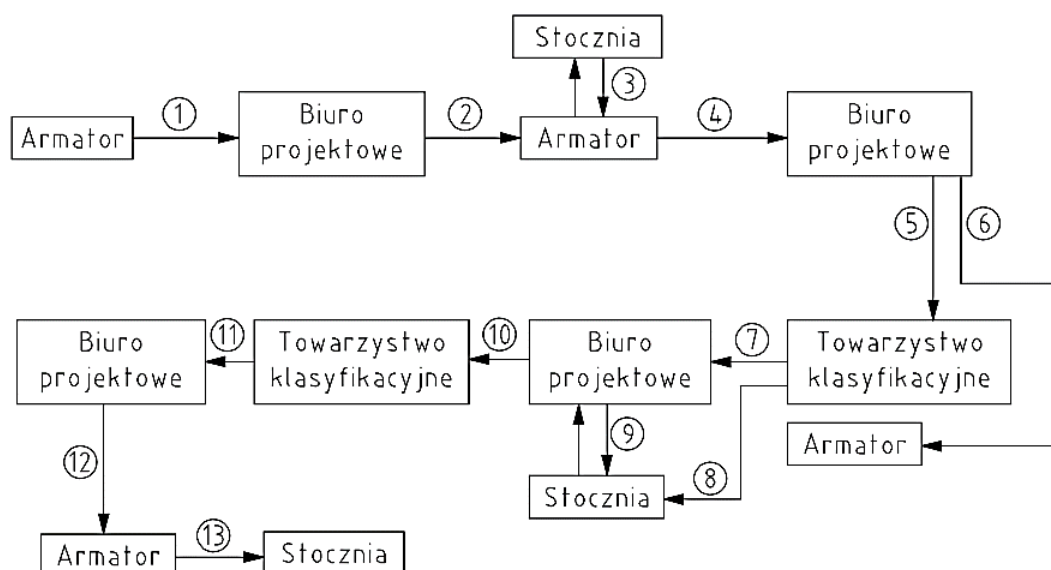 Stocznia
3
1
Biuro
projektowe
2
Armator
Armator
4
Biuro
projektowe
5
6
Biuro
projektowe
11
Towarzystwo
klasyfikacyjne
10
Biuro
projektowe
7
Towarzystwo
klasyfikacyjne
12
9
8
Armator
Stocznia
Armator
13
Stocznia